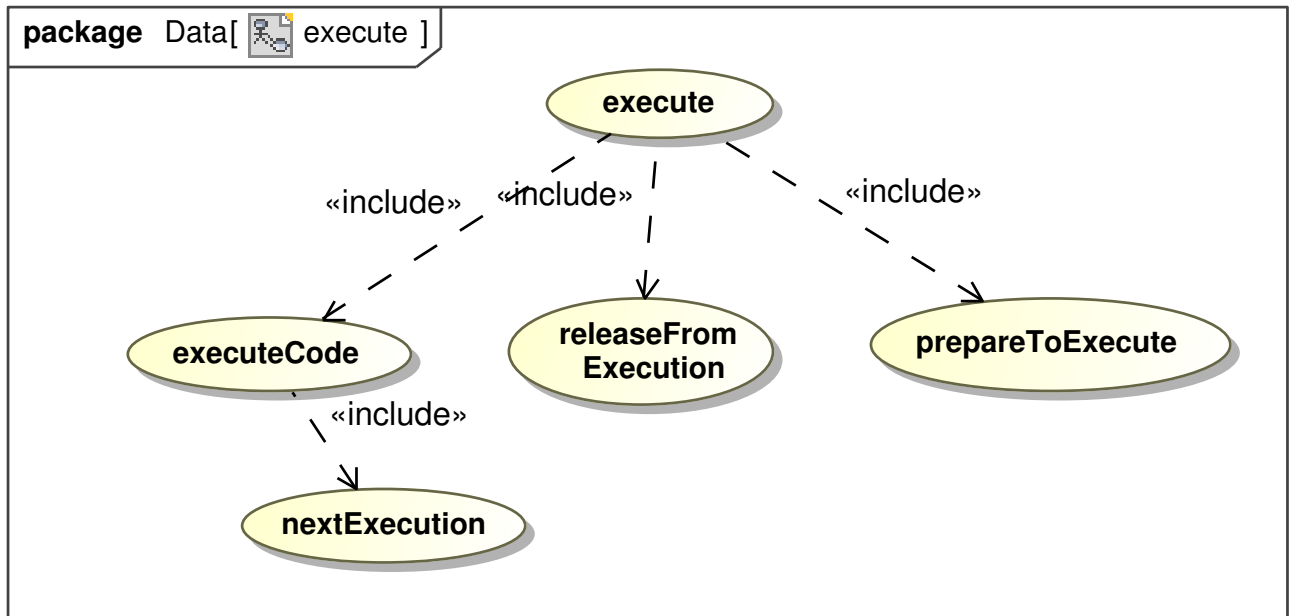 package Data[ execute ]
execute
«include» «include» «include»
executeCode
releaseFrom
Execution
prepareToExecute
«include»
nextExecution